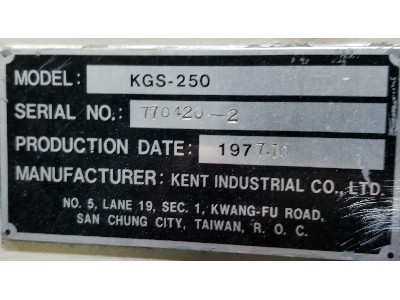 MODEL: KGS-250
SERIAL NO.: 770420-2
PRODUCTION DATE: 1977.10
MANUFACTURER: KENT INDUSTRIAL CO., LTD.
NO. 5, LANE 19, SEC. 1, KWANG-FU ROAD,
SAN CHUNG CITY, TAIWAN, R. O. C.